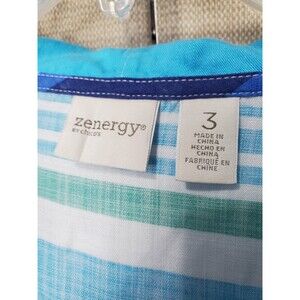 zenergy®
BY CHICO'S
3
MADE IN
CHINA
HECHO EN
CHINA
FABRIQUÉ EN
CHINE